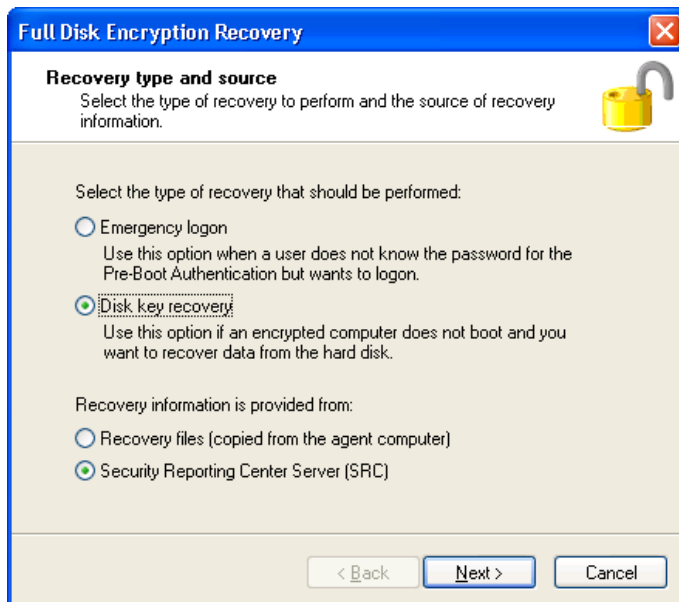 Full Disk Encryption Recovery
Recovery type and source
Select the type of recovery to perform and the source of recovery
information.
Select the type of recovery that should be performed:
Emergency logon
Use this option when a user does not know the password for the
Pre-Boot Authentication but wants to logon.
Disk key recovery
Use this option if an encrypted computer does not boot and you
want to recover data from the hard disk.
Recovery information is provided from:
Recovery files (copied from the agent computer)
Security Reporting Center Server (SRC)
< Back Next > Cancel